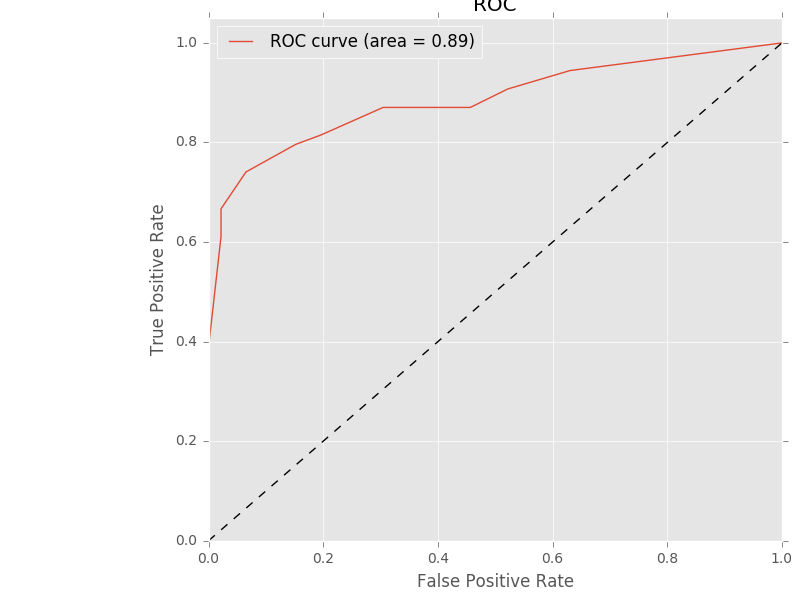 ROC
ROC curve (area = 0.89)
1.0
0.8
0.6
0.4
0.2
0.0
True Positive Rate
0.0 0.2 0.4 0.6 0.8 1.0
False Positive Rate